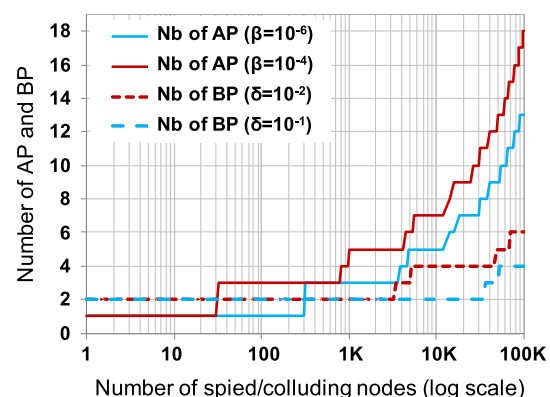 Nb of AP (β=10-6)
Nb of AP (β=10-4)
Nb of BP (δ=10-2)
Nb of BP (δ=10-1)
Number of AP and BP
18
16
14
12
10
8
6
4
2
0
1 10 100 1K 10K 100K
Number of spied/colluding nodes (log scale)